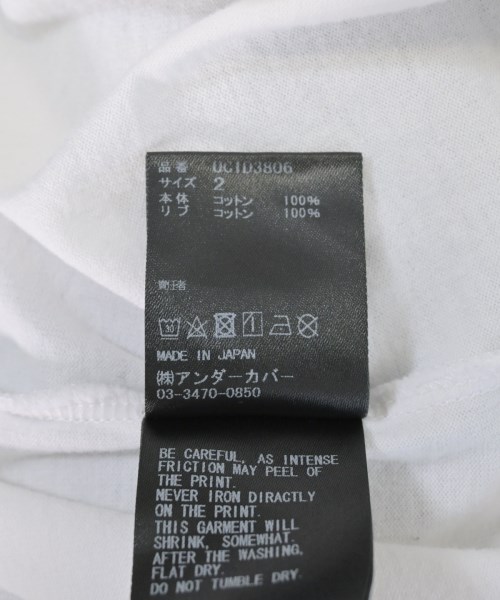 品番 UC1D3806
サイズ 2
本体 コットン 100%
リブ コットン 100%
責任者
30
MADE IN JAPAN
㈱アンダーカバー
03-3470-0850
BE CAREFUL, AS INTENSE
FRICTION MAY PEEL OF
THE PRINT.
NEVER IRON DIRACTLY
ON THE PRINT.
THIS GARMENT WILL
SHRINK, SOMEWHAT.
AFTER THE WASHING,
FLAT DRY.
DO NOT TUMBLE DRY.